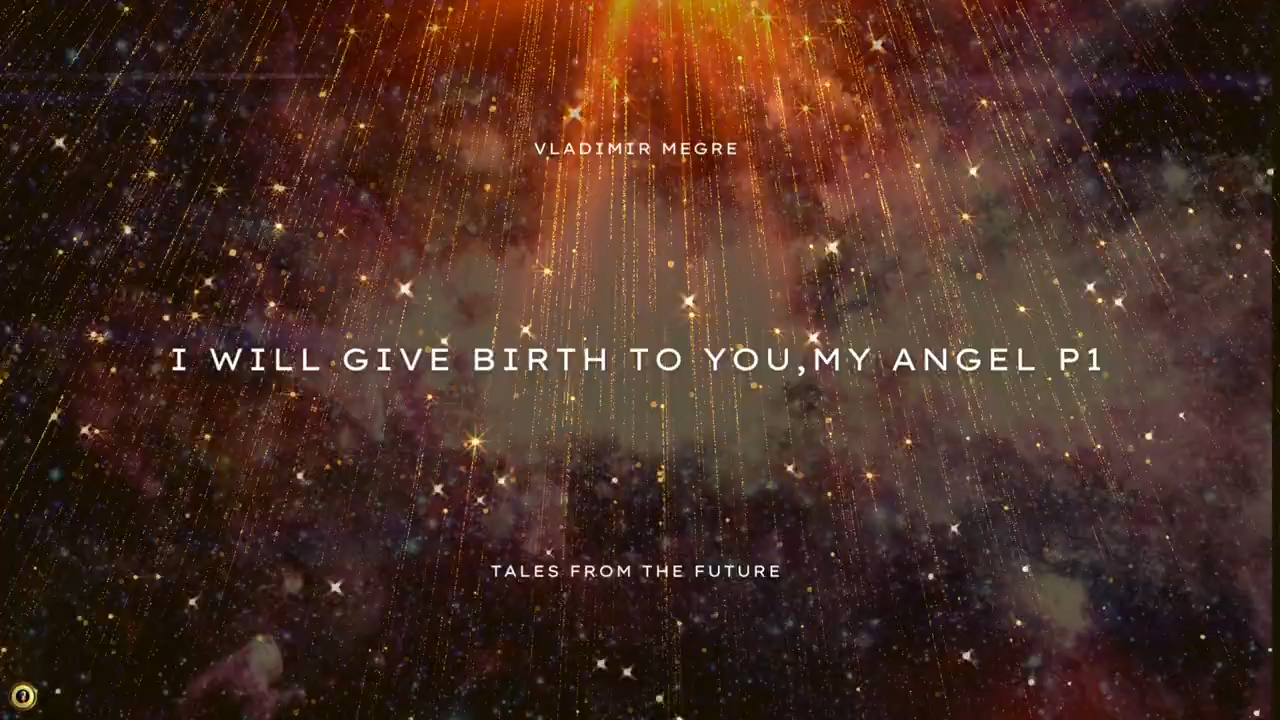 VLADIMIR MEGRE
I WILL GIVE BIRTH TO YOU,MY ANGEL P1
TALES FROM THE FUTURE